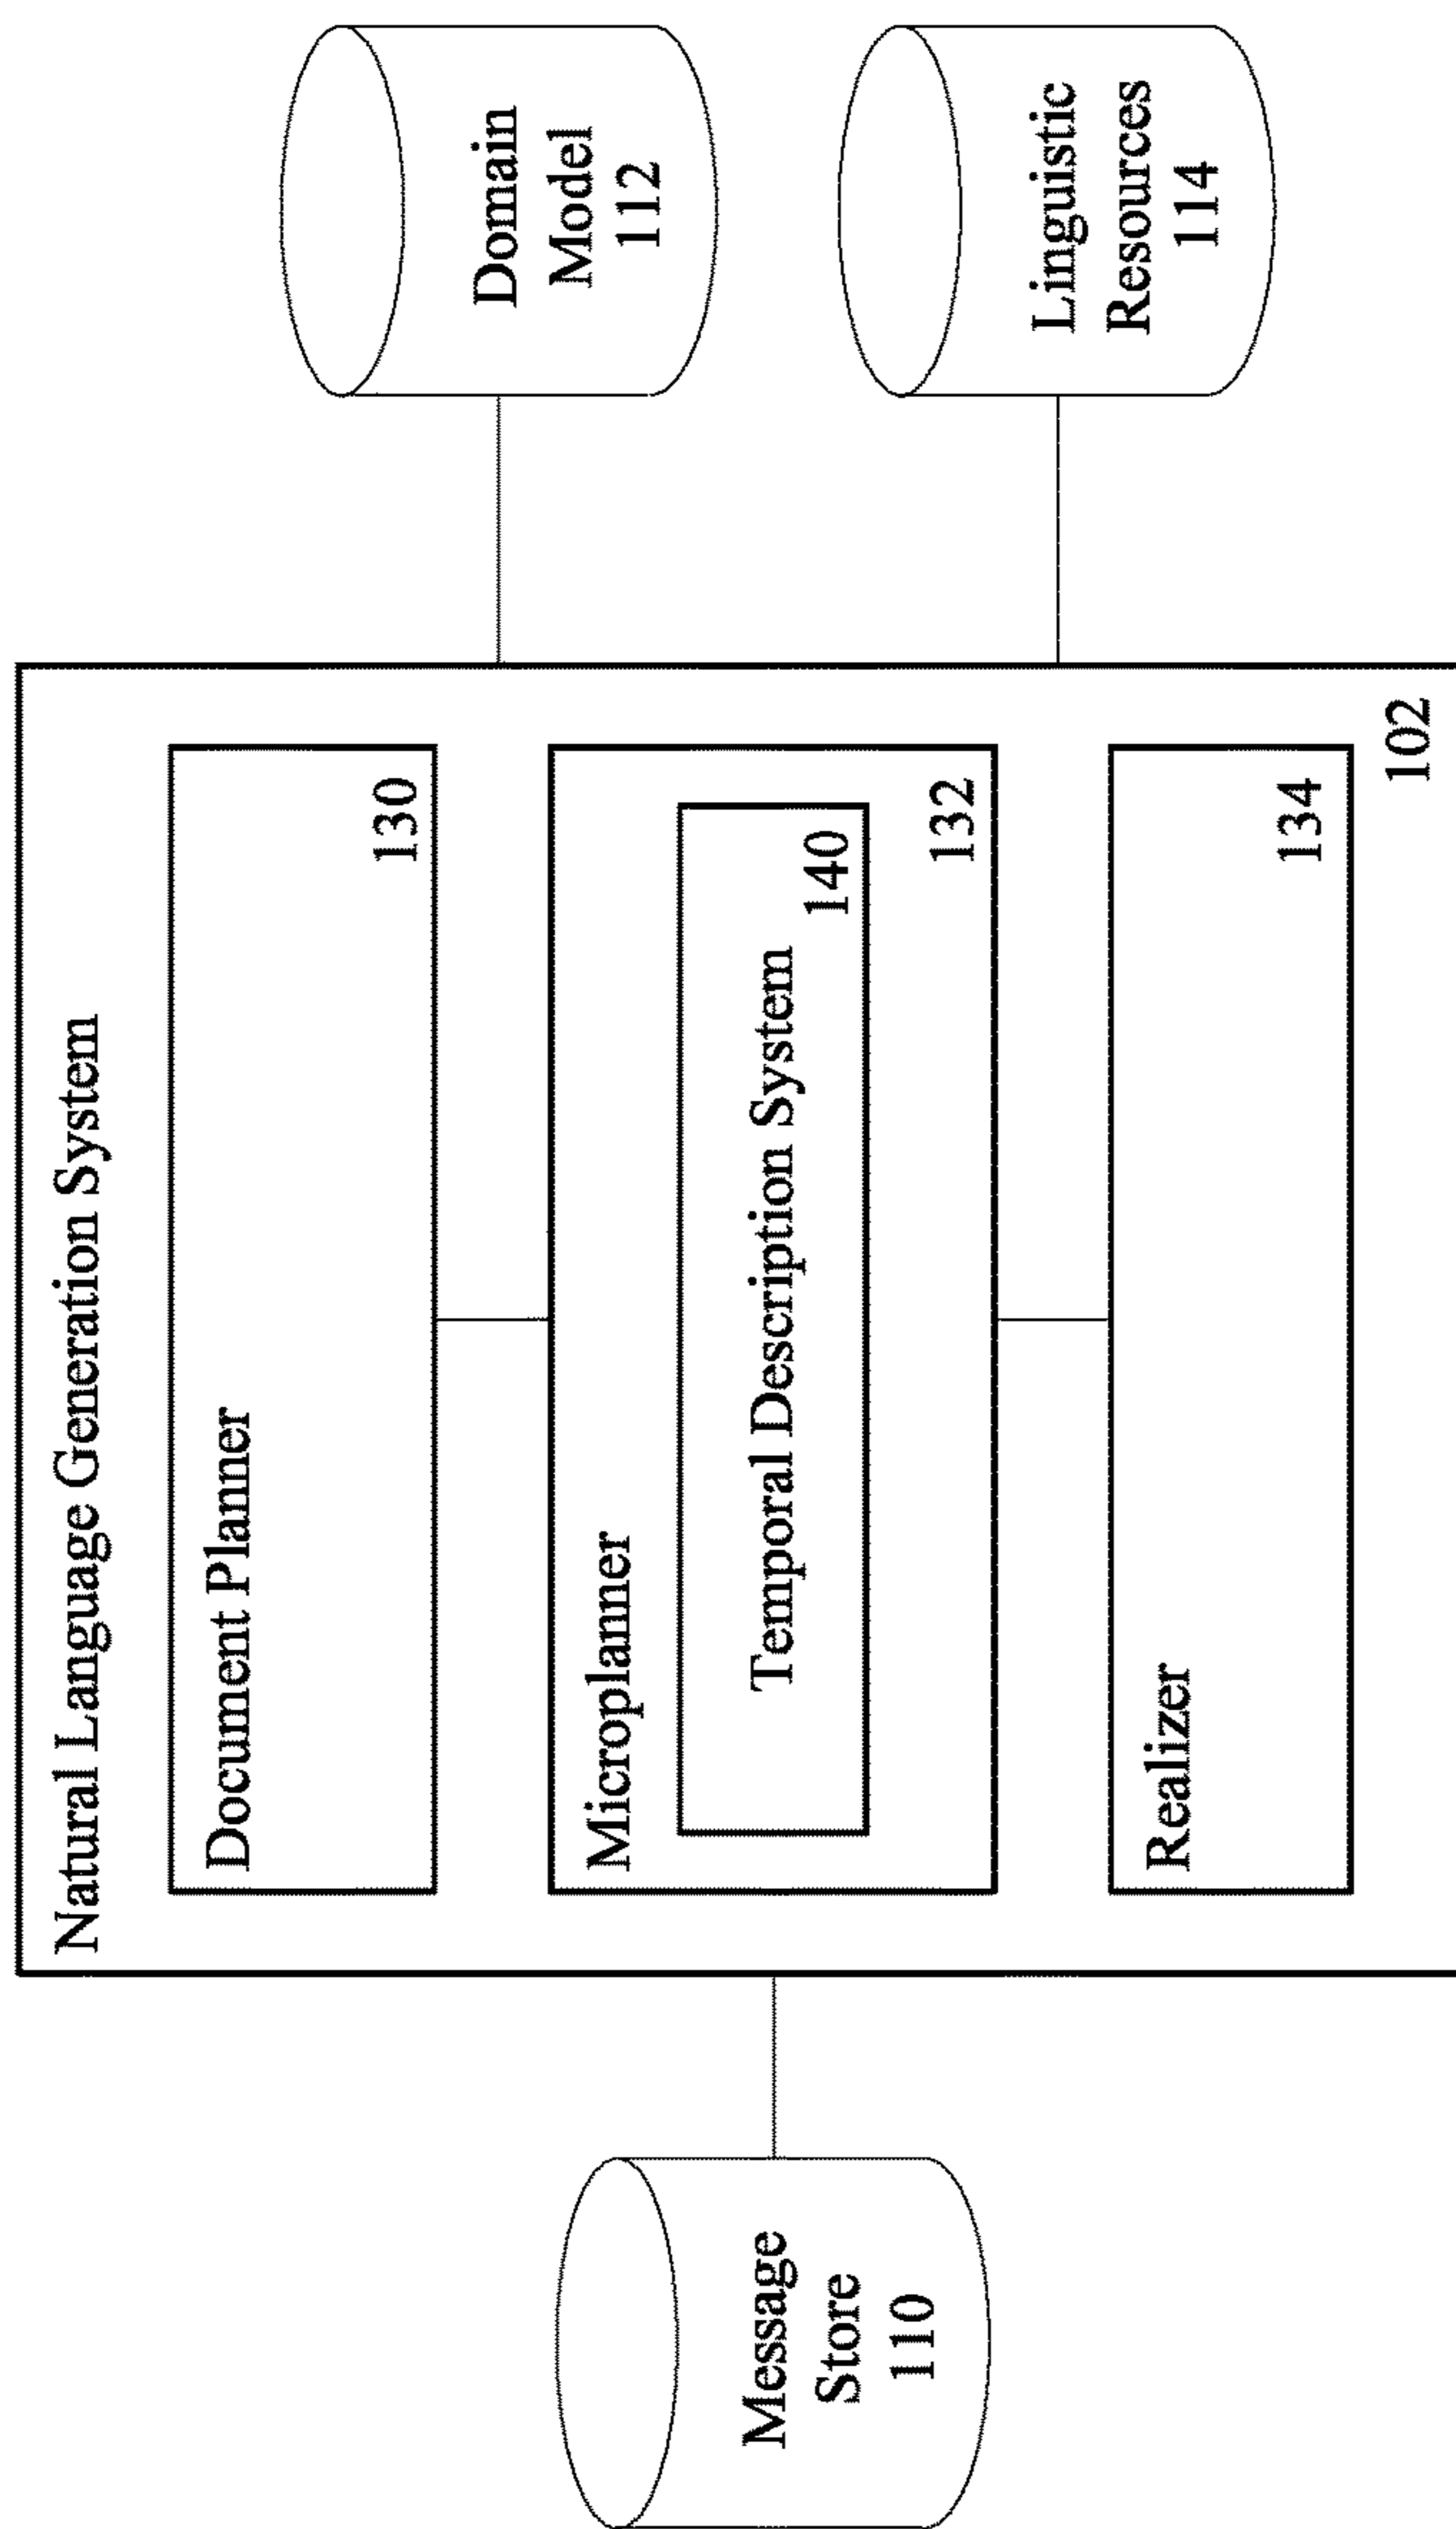 Natural Language Generation System
Document Planner
130
Microplanner
Temporal Description System
140
132
Realizer
134
102
Message
Store
110
Domain
Model
112
Linguistic
Resources
114